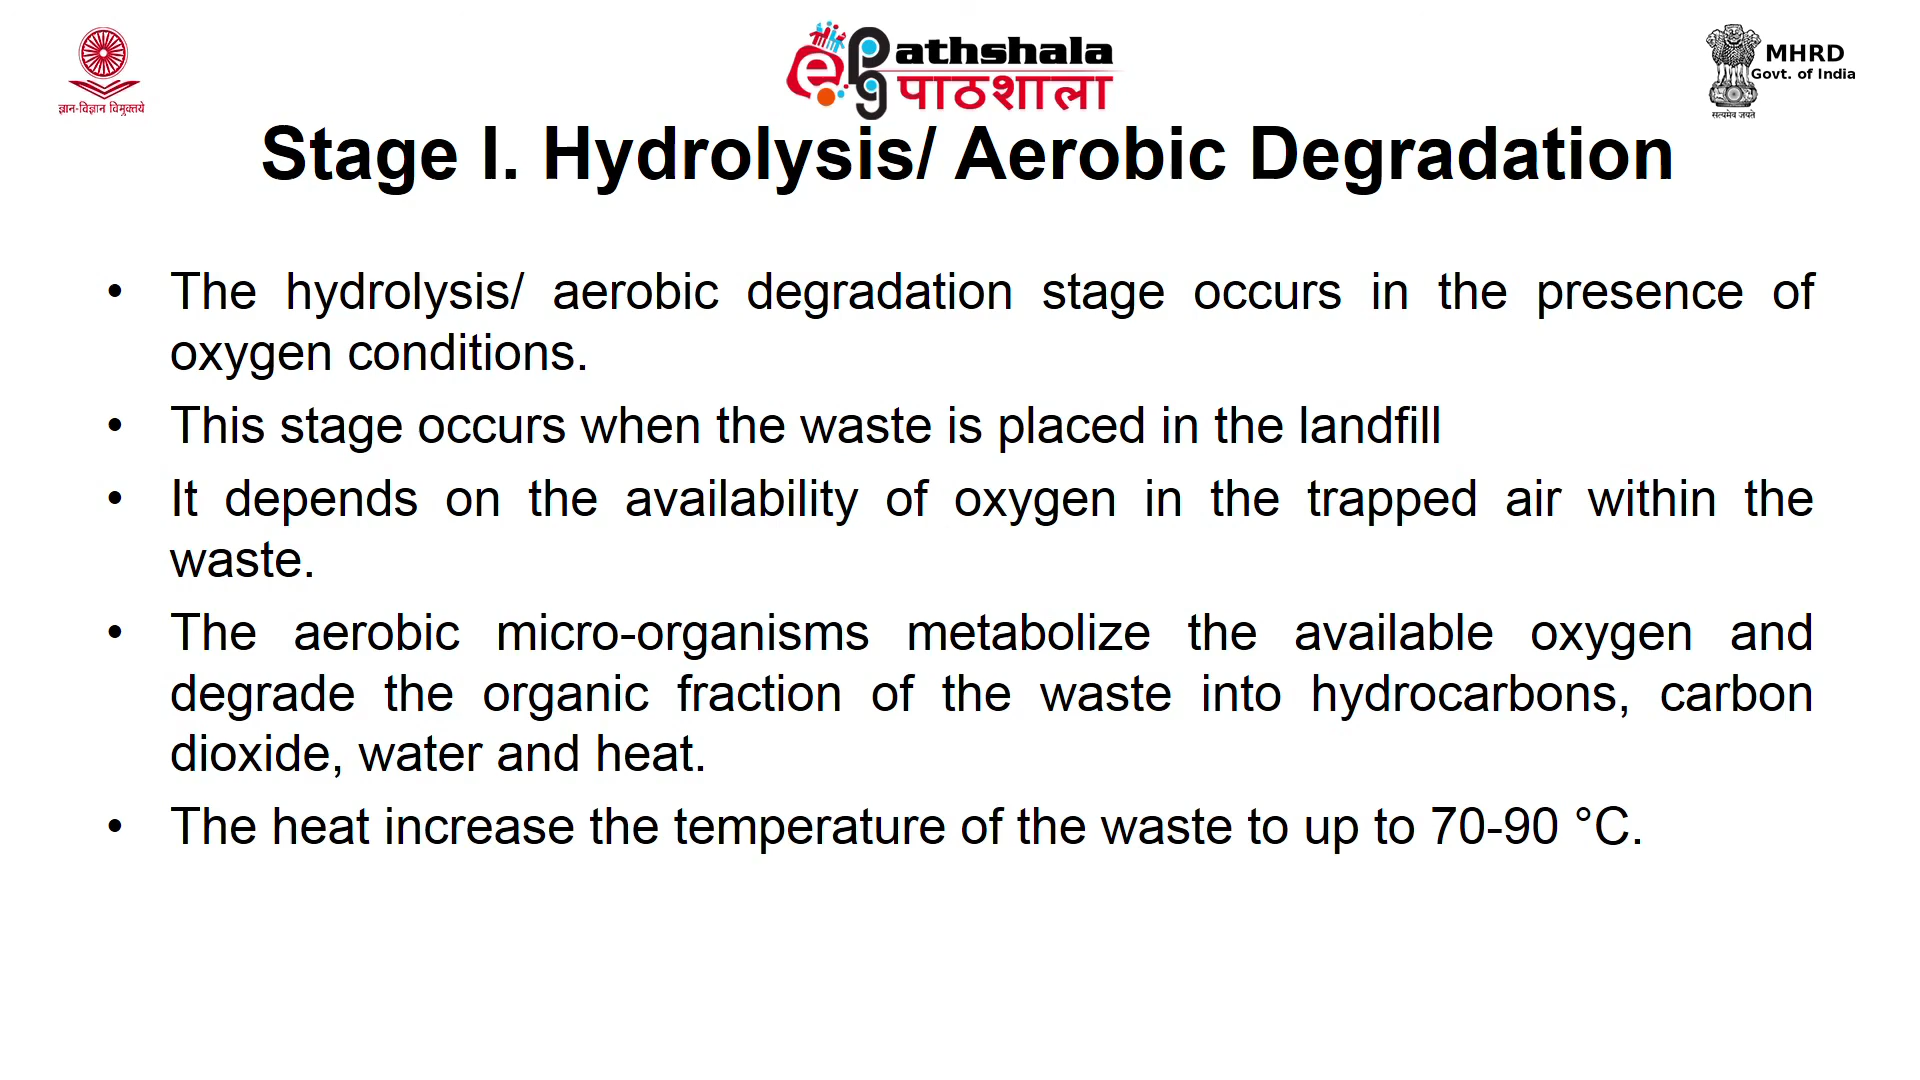 ज्ञान-विज्ञान विमुक्तये
ePgathshala
पाठशाला
MHRD
Govt. of India
सत्यमेव जयते
Stage I. Hydrolysis/ Aerobic Degradation
• The hydrolysis/ aerobic degradation stage occurs in the presence of
oxygen conditions.
• This stage occurs when the waste is placed in the landfill
• It depends on the availability of oxygen in the trapped air within the
waste.
• The aerobic micro-organisms metabolize the available oxygen and
degrade the organic fraction of the waste into hydrocarbons, carbon
dioxide, water and heat.
• The heat increase the temperature of the waste to up to 70-90 °C.